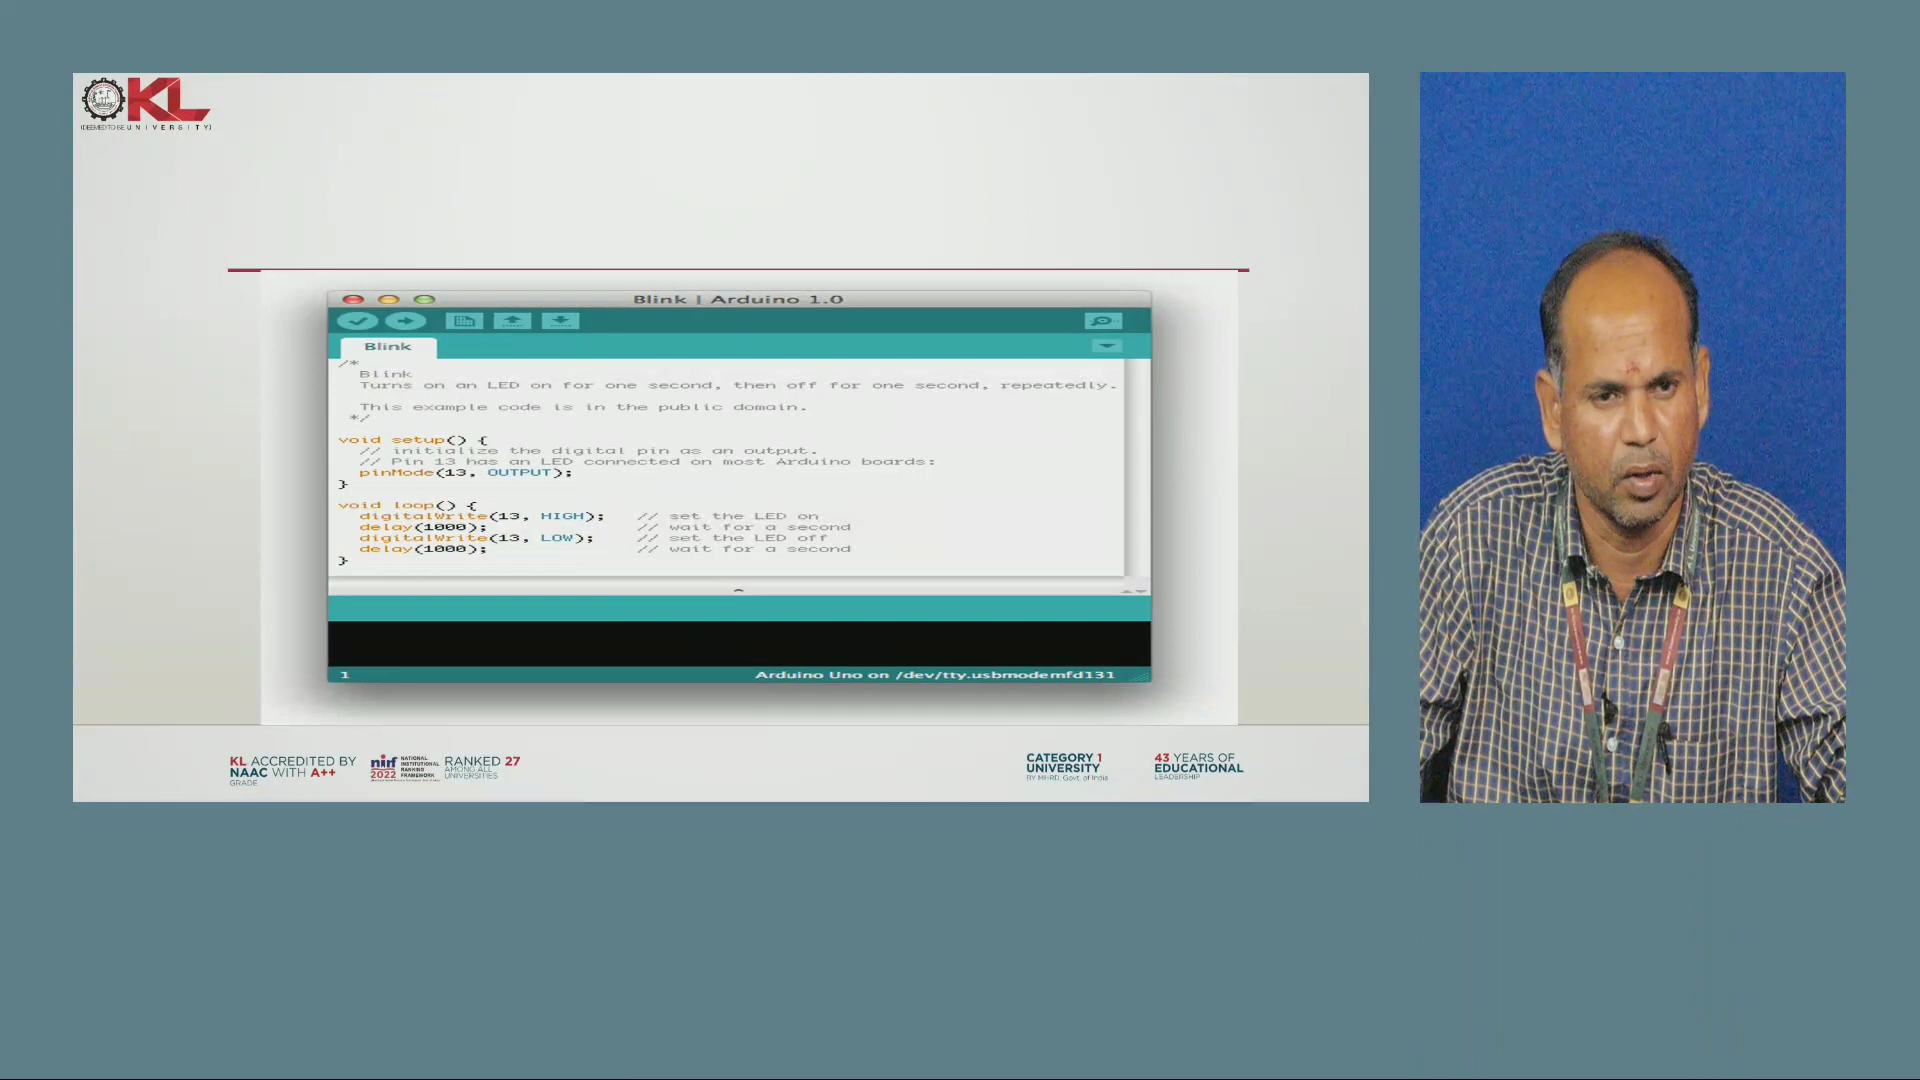 KL
(DEEMED TO BE UNIVERSITY)
Blink | Arduino 1.0
Blink
/*
Blink
Turns on an LED on for one second, then off for one second, repeatedly.
This example code is in the public domain.
*/
void setup() {
// initialize the digital pin as an output.
// Pin 13 has an LED connected on most Arduino boards:
pinMode(13, OUTPUT);
}
void loop() {
digitalWrite(13, HIGH); // set the LED on
delay(1000); // wait for a second
digitalWrite(13, LOW); // set the LED off
delay(1000); // wait for a second
}
1
Arduino Uno on /dev/tty.usbmodemfd131
KL ACCREDITED BY
NAAC WITH A++
GRADE
nirf
2022
NATIONAL
INSTITUTIONAL
RANKING
FRAMEWORK
RANKED 27
AMONG ALL
UNIVERSITIES
CATEGORY 1
UNIVERSITY
BY MHRD, Govt. of India
43 YEARS OF
EDUCATIONAL
LEADERSHIP